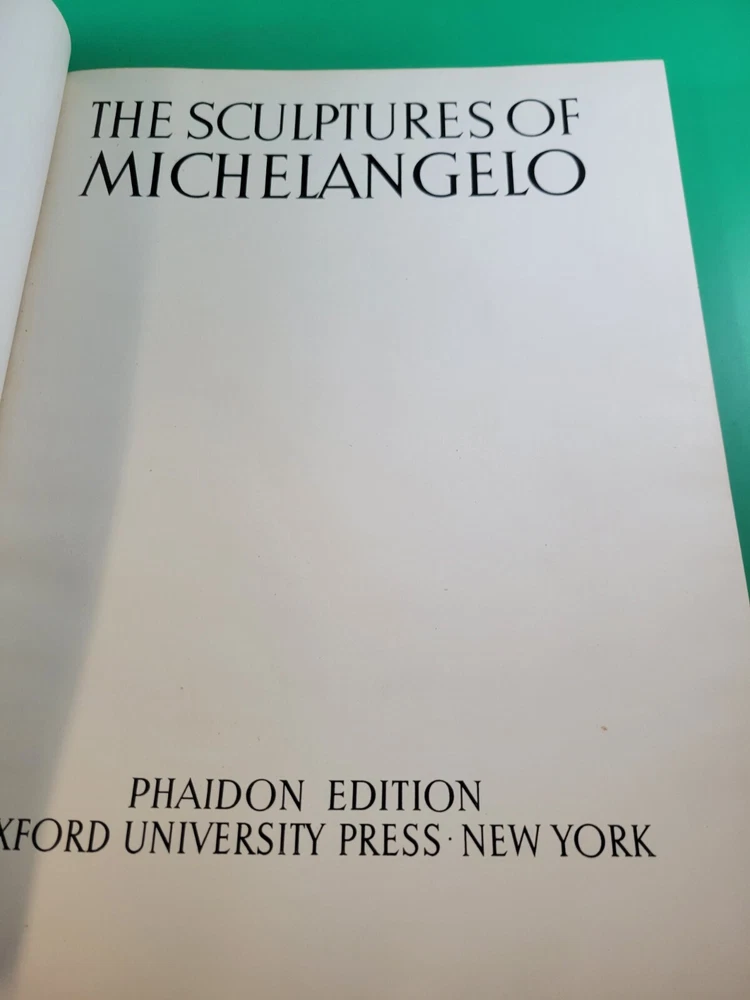 THE SCULPTURES OF
MICHELANGELO
PHAIDON EDITION
XFORD UNIVERSITY PRESS · NEW YORK